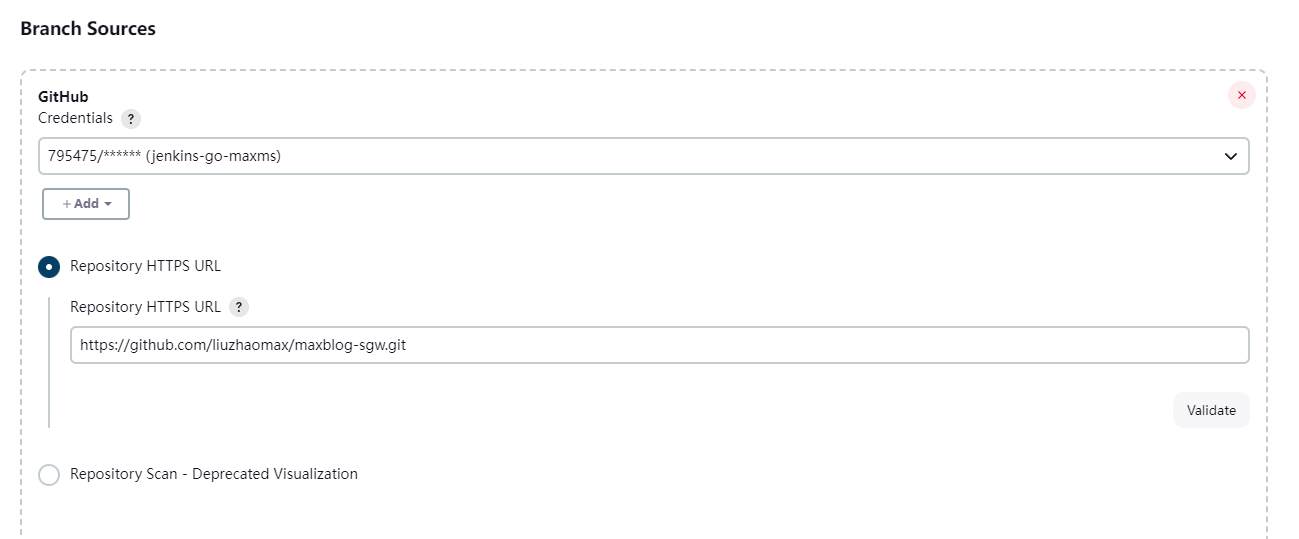 Branch Sources
GitHub
Credentials ?
795475/****** (jenkins-go-maxms)
+ Add
Repository HTTPS URL
Repository HTTPS URL ?
https://github.com/liuzhaomax/maxblog-sgw.git
Validate
Repository Scan - Deprecated Visualization